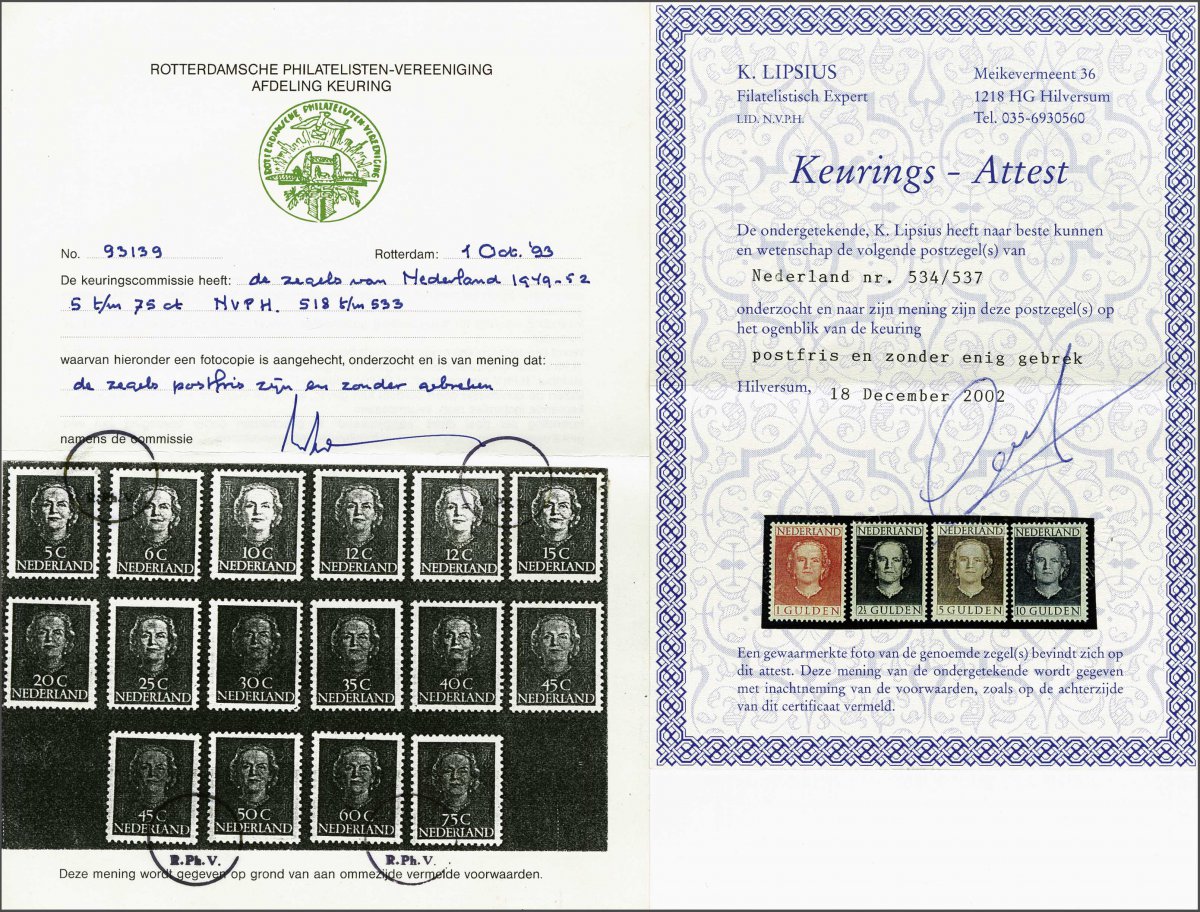 ROTTERDAMSCHE PHILATELISTEN-VEREENIGING
AFDELING KEURING
ROTTERDAMSCHE PHILATELISTEN-VEREENIGING
No. 93139 Rotterdam: 1 Oct. '93
De keuringscommissie heeft: de zegels van Nederland 1949-52
5 t/m 75 ct NVPH. 518 t/m 533
waarvan hieronder een fotocopie is aangehecht, onderzocht en is van mening dat:
de zegels postfris zijn en zonder gebreken
namens de commissie
R.Ph.V.
5 C
NEDERLAND
6 C
NEDERLAND
10 C
NEDERLAND
12 C
NEDERLAND
12 C
NEDERLAND
15 C
NEDERLAND
20 C
NEDERLAND
25 C
NEDERLAND
30 C
NEDERLAND
35 C
NEDERLAND
40 C
NEDERLAND
45 C
NEDERLAND
45 C
NEDERLAND
50 C
NEDERLAND
60 C
NEDERLAND
75 C
NEDERLAND
R.Ph.V.
R.Ph.V.
Deze mening wordt gegeven op grond van aan ommezijde vermelde voorwaarden.
K. LIPSIUS
Filatelistisch Expert
LID. N.V.P.H.
Meikevermeent 36
1218 HG Hilversum
Tel. 035-6930560
Keurings - Attest
De ondergetekende, K. Lipsius heeft naar beste kunnen
en wetenschap de volgende postzegel(s) van
Nederland nr. 534/537
onderzocht en naar zijn mening zijn deze postzegel(s) op
het ogenblik van de keuring
postfris en zonder enig gebrek
Hilversum, 18 December 2002
NEDERLAND
1 GULDEN
NEDERLAND
2½ GULDEN
NEDERLAND
5 GULDEN
NEDERLAND
10 GULDEN
Een gewaarmerkte foto van de genoemde zegel(s) bevindt zich op
dit attest. Deze mening van de ondergetekende wordt gegeven
met inachtneming van de voorwaarden, zoals op de achterzijde
van dit certificaat vermeld.